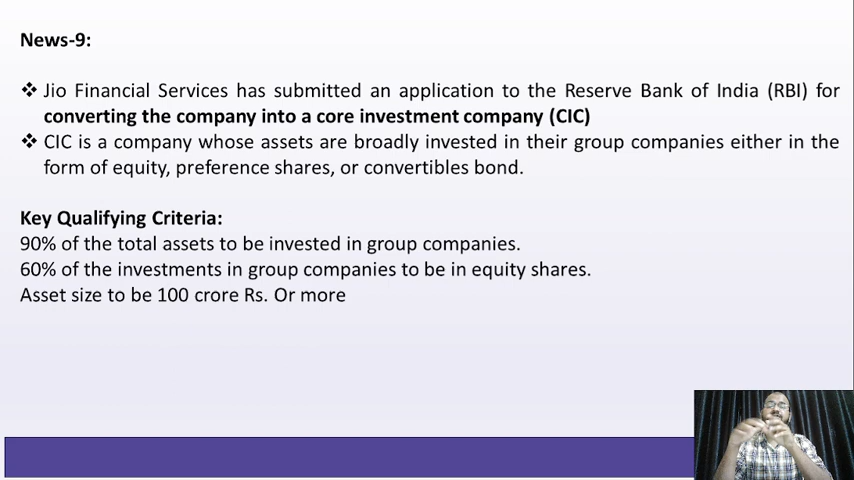 News-9:
❖ Jio Financial Services has submitted an application to the Reserve Bank of India (RBI) for
converting the company into a core investment company (CIC)
❖ CIC is a company whose assets are broadly invested in their group companies either in the
form of equity, preference shares, or convertibles bond.
Key Qualifying Criteria:
90% of the total assets to be invested in group companies.
60% of the investments in group companies to be in equity shares.
Asset size to be 100 crore Rs. Or more